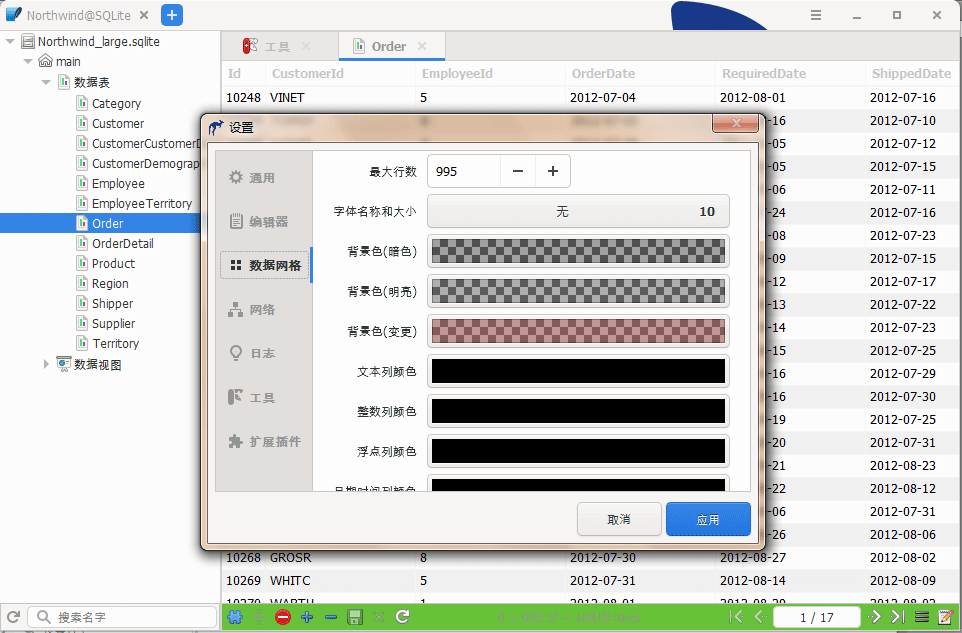 Northwind@SQLite
Northwind_large.sqlite
main
数据表
Category
Customer
CustomerCustomerD
CustomerDemograp
Employee
EmployeeTerritory
Order
OrderDetail
Product
Region
Shipper
Supplier
Territory
数据视图
搜索名字
工具
Order
Id CustomerId EmployeeId OrderDate RequiredDate ShippedDate
10248 VINET 5 2012-07-04 2012-08-01 2012-07-16
-16 2012-07-10
-05 2012-07-12
-05 2012-07-15
-06 2012-07-11
-24 2012-07-16
-08 2012-07-23
-09 2012-07-15
-12 2012-07-17
-13 2012-07-22
-14 2012-07-23
-15 2012-07-25
-16 2012-07-29
-16 2012-07-30
-19 2012-07-25
-20 2012-07-31
-21 2012-08-23
-22 2012-08-12
-06 2012-07-31
-26 2012-08-06
10268 GROSR 8 2012-07-30 2012-08-27 2012-08-02
10269 WHITC 5 2012-07-31 2012-08-14 2012-08-09
10270 WARTH 1 2012-08-01 2012-08-29 2012-08-02
设置
通用
编辑器
数据网格
网络
日志
工具
扩展插件
最大行数 995
字体名称和大小 无 10
背景色(暗色)
背景色(明亮)
背景色(变更)
文本列颜色
整数列颜色
浮点列颜色
日期时间列颜色
取消 应用
1 / 17